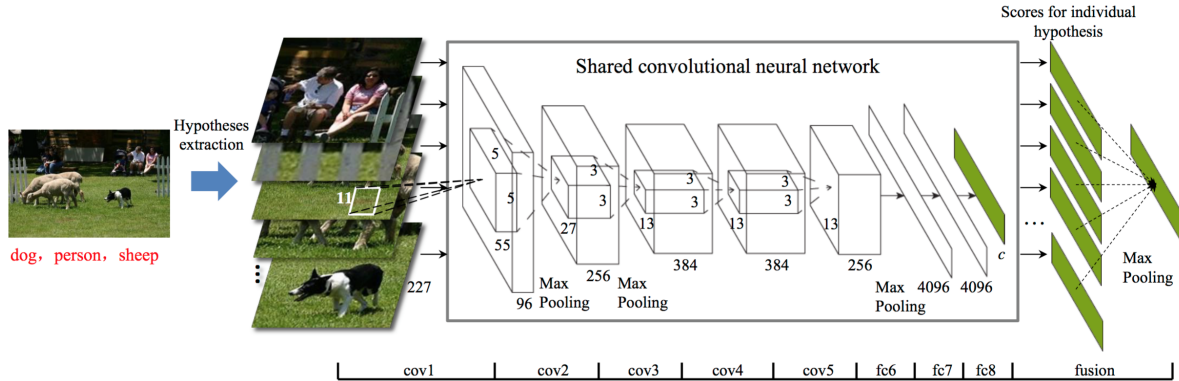 Scores for individual
hypothesis
Shared convolutional neural network
Hypotheses
extraction
dog, person, sheep
11
227
5
5
55
96
Max
Pooling
3
3
27
256
Max
Pooling
3
3
13
384
3
3
13
384
13
256
Max
Pooling
4096
4096
c
...
Max
Pooling
cov1
cov2
cov3
cov4
cov5
fc6
fc7
fc8
fusion